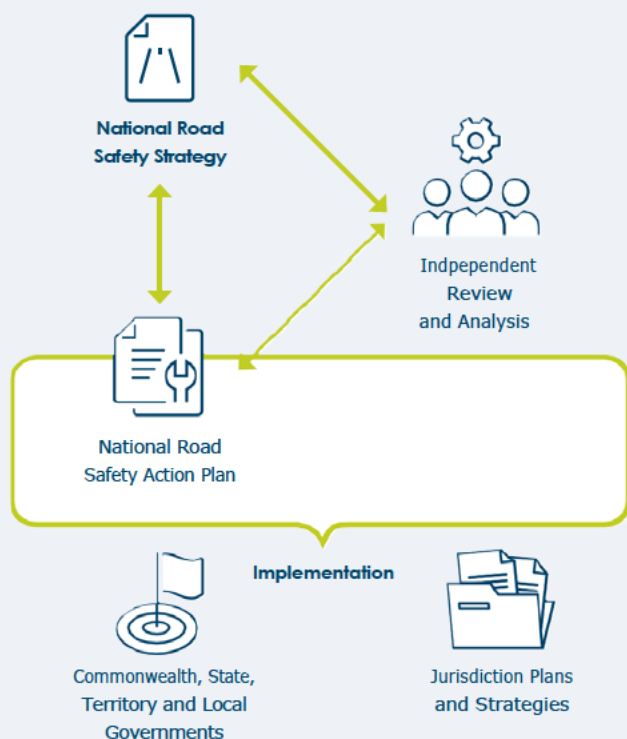 National Road
Safety Strategy
Indpependent
Review
and Analysis
National Road
Safety Action Plan
Implementation
Commonwealth, State,
Territory and Local
Governments
Jurisdiction Plans
and Strategies